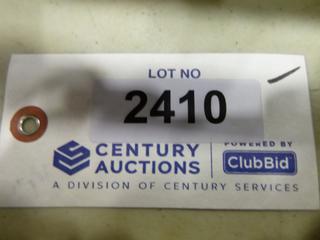 LOT NO
2410
CENTURY AUCTIONS
POWERED BY ClubBid
A DIVISION OF CENTURY SERVICES